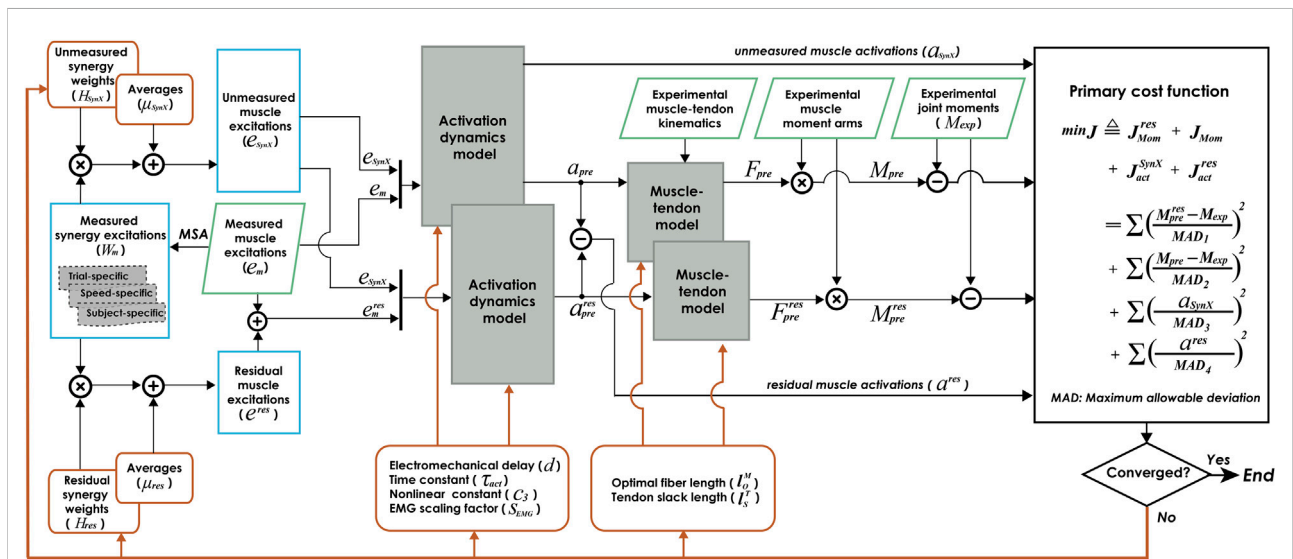 Unmeasured
synergy
weights
(H_SynX)
Averages
(μ_SynX)
Unmeasured
muscle
excitations
(e_SynX)
Measured
synergy excitations
(W_m)
Trial-specific
Speed-specific
Subject-specific
MSA
Measured
muscle
excitations
(e_m)
Residual
muscle
excitations
(e^res)
Averages
(μ_res)
Residual
synergy
weights
(H_res)
e_SynX
e_m
e_SynX
e_m^res
Activation
dynamics
model
Activation
dynamics
model
unmeasured muscle activations (a_SynX)
a_pre
a_pre^res
residual muscle activations (a^res)
Experimental
muscle-tendon
kinematics
Experimental
muscle
moment arms
Experimental
joint moments
(M_exp)
Muscle-
tendon
model
Muscle-
tendon
model
F_pre
M_pre
F_pre^res
M_pre^res
Electromechanical delay (d)
Time constant (τ_act)
Nonlinear constant (c_3)
EMG scaling factor (S_EMG)
Optimal fiber length (l_O^M)
Tendon slack length (l_S^T)
Primary cost function
min J ≜ J_Mom^res + J_Mom
+ J_act^SynX + J_act^res
= Σ((M_pre^res − M_exp)/MAD_1)^2
+ Σ((M_pre − M_exp)/MAD_2)^2
+ Σ(a_SynX/MAD_3)^2
+ Σ(a^res/MAD_4)^2
MAD: Maximum allowable deviation
Converged?
Yes
End
No